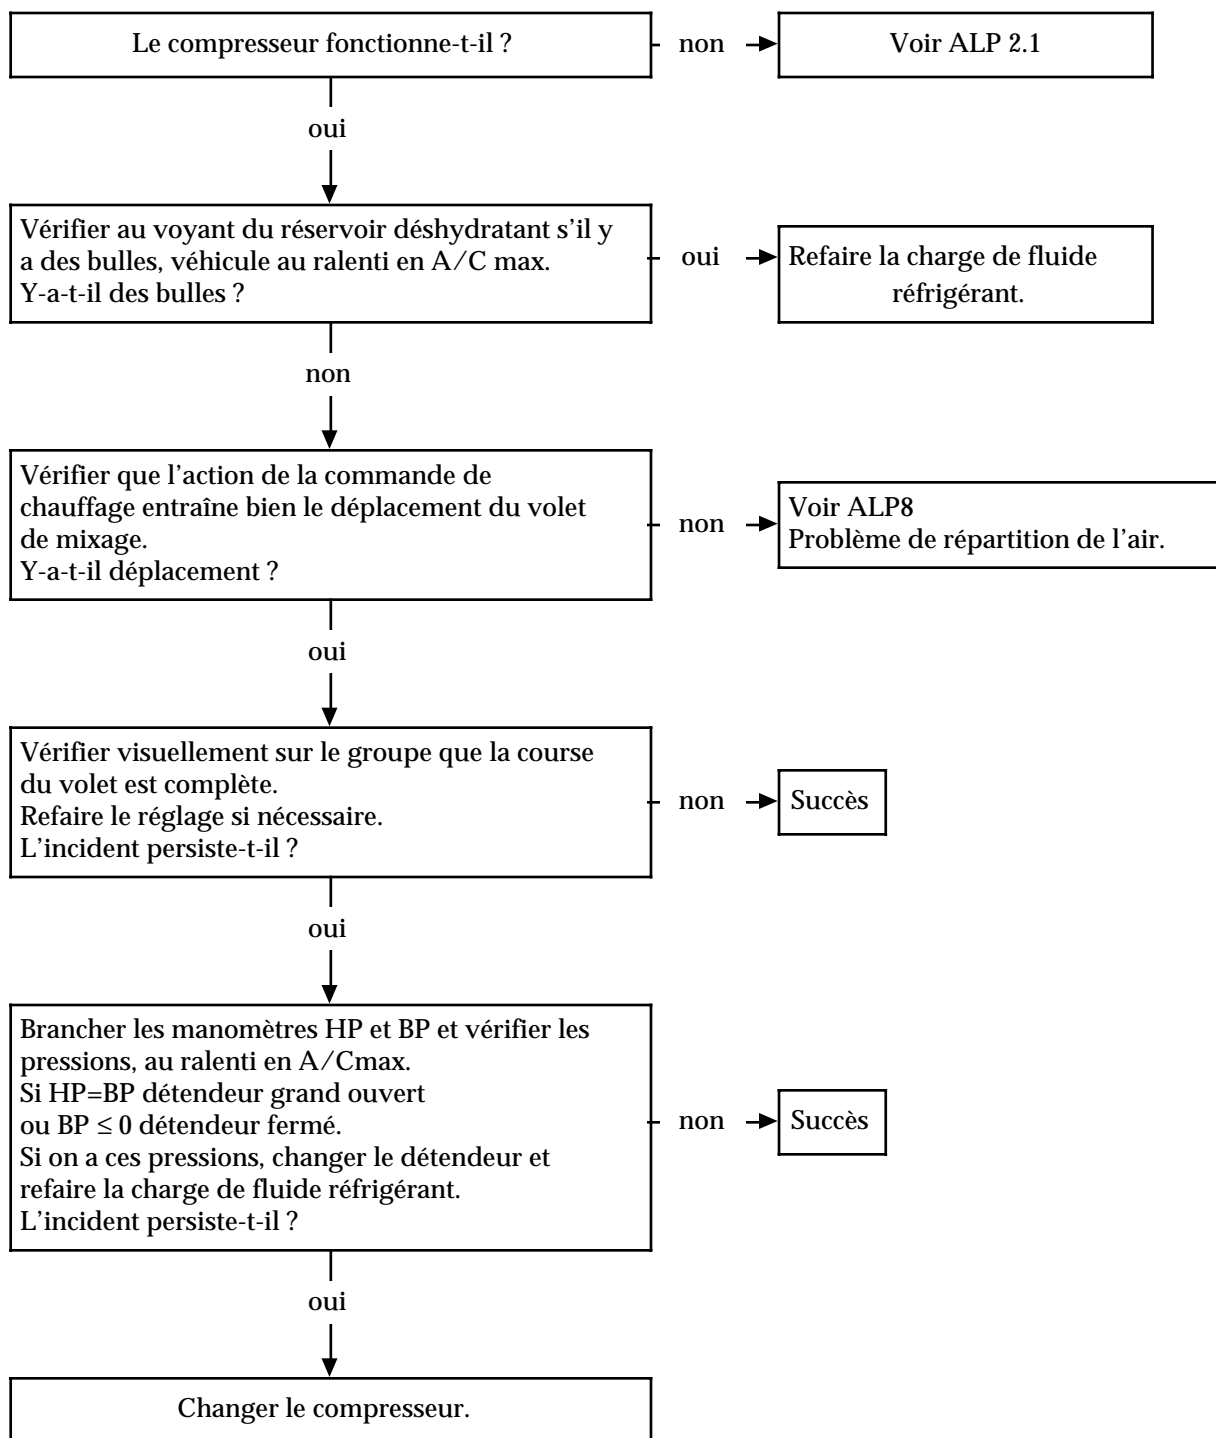 Le compresseur fonctionne-t-il ?
non
Voir ALP 2.1
oui
Vérifier au voyant du réservoir déshydratant s’il y
a des bulles, véhicule au ralenti en A/C max.
Y-a-t-il des bulles ?
oui
Refaire la charge de fluide
réfrigérant.
non
Vérifier que l’action de la commande de
chauffage entraîne bien le déplacement du volet
de mixage.
Y-a-t-il déplacement ?
non
Voir ALP8
Problème de répartition de l’air.
oui
Vérifier visuellement sur le groupe que la course
du volet est complète.
Refaire le réglage si nécessaire.
L’incident persiste-t-il ?
non
Succès
oui
Brancher les manomètres HP et BP et vérifier les
pressions, au ralenti en A/Cmax.
Si HP=BP détendeur grand ouvert
ou BP ≤ 0 détendeur fermé.
Si on a ces pressions, changer le détendeur et
refaire la charge de fluide réfrigérant.
L’incident persiste-t-il ?
non
Succès
oui
Changer le compresseur.